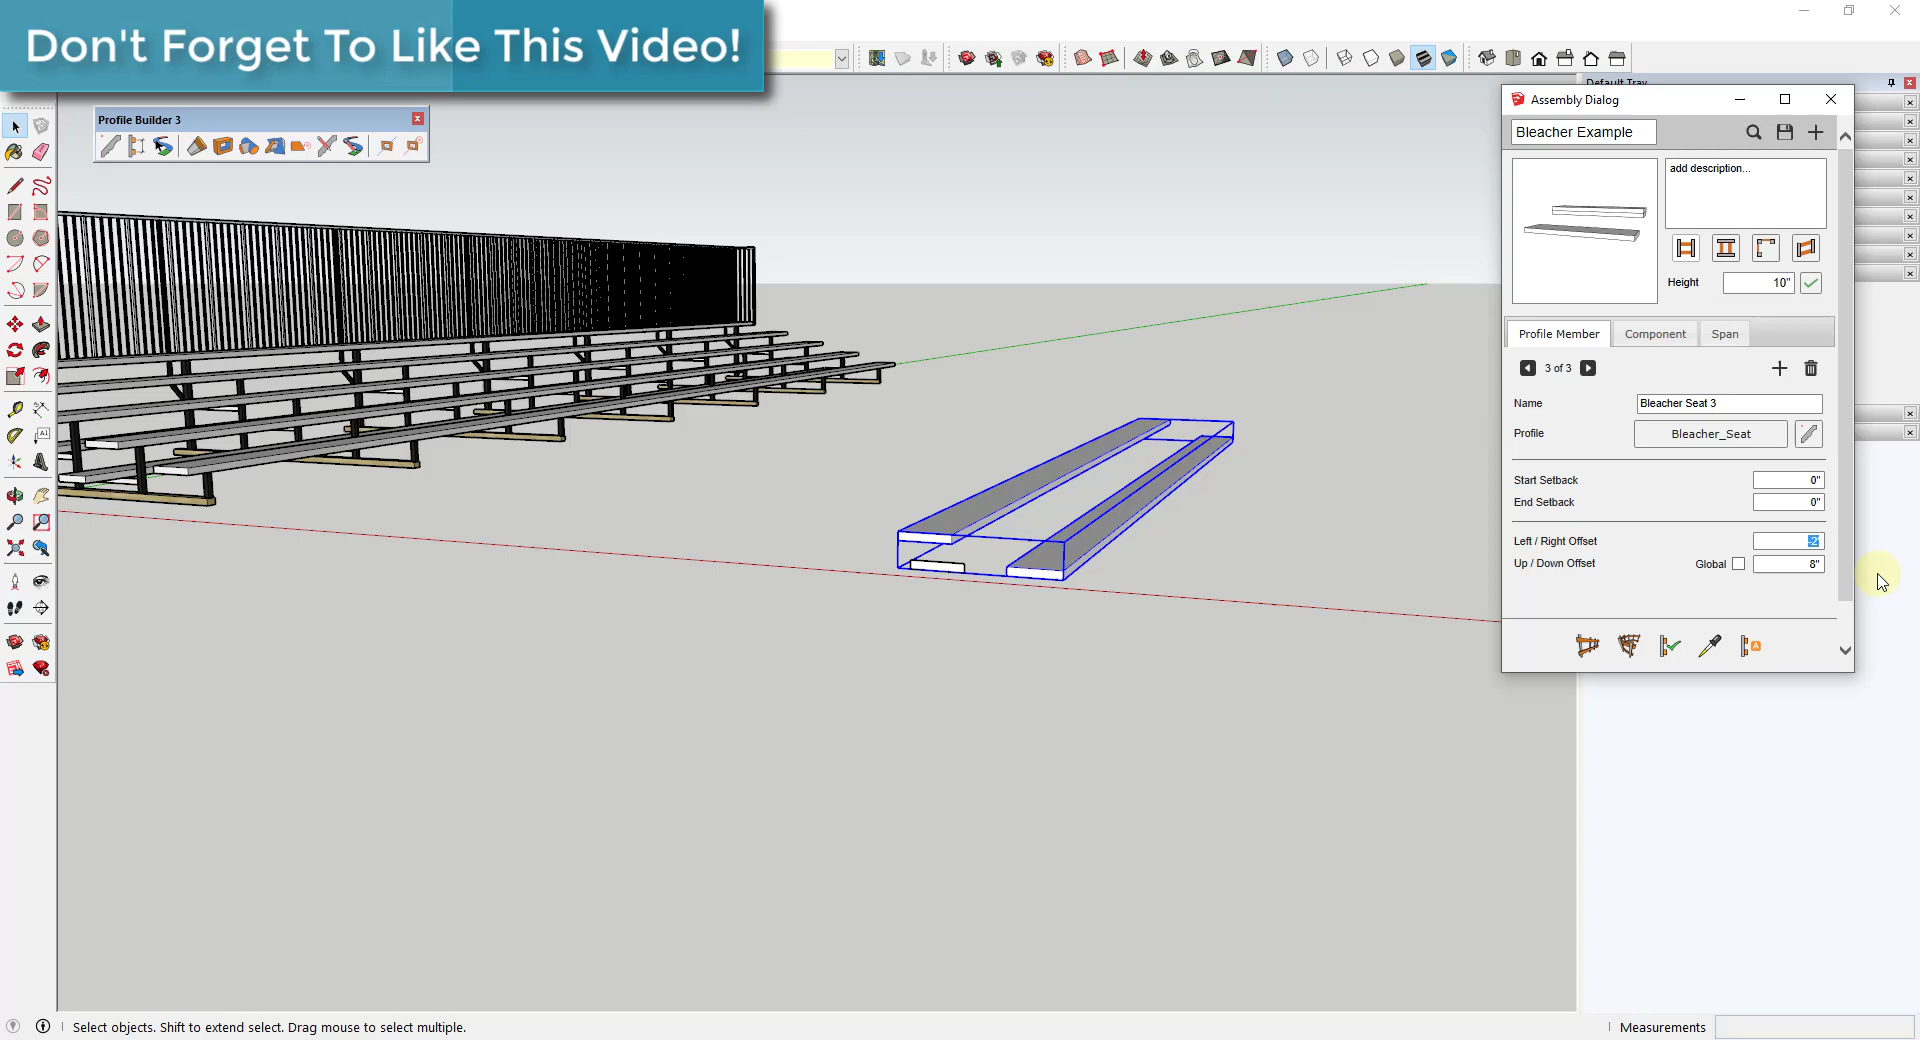 Don't Forget To Like This Video!
Default Tray
Profile Builder 3
Assembly Dialog
Bleacher Example
add description...
Height 10"
Profile Member Component Span
3 of 3
Name Bleacher Seat 3
Profile Bleacher_Seat
Start Setback 0"
End Setback 0"
Left / Right Offset -2'
Up / Down Offset Global 8"
Select objects. Shift to extend select. Drag mouse to select multiple.
Measurements